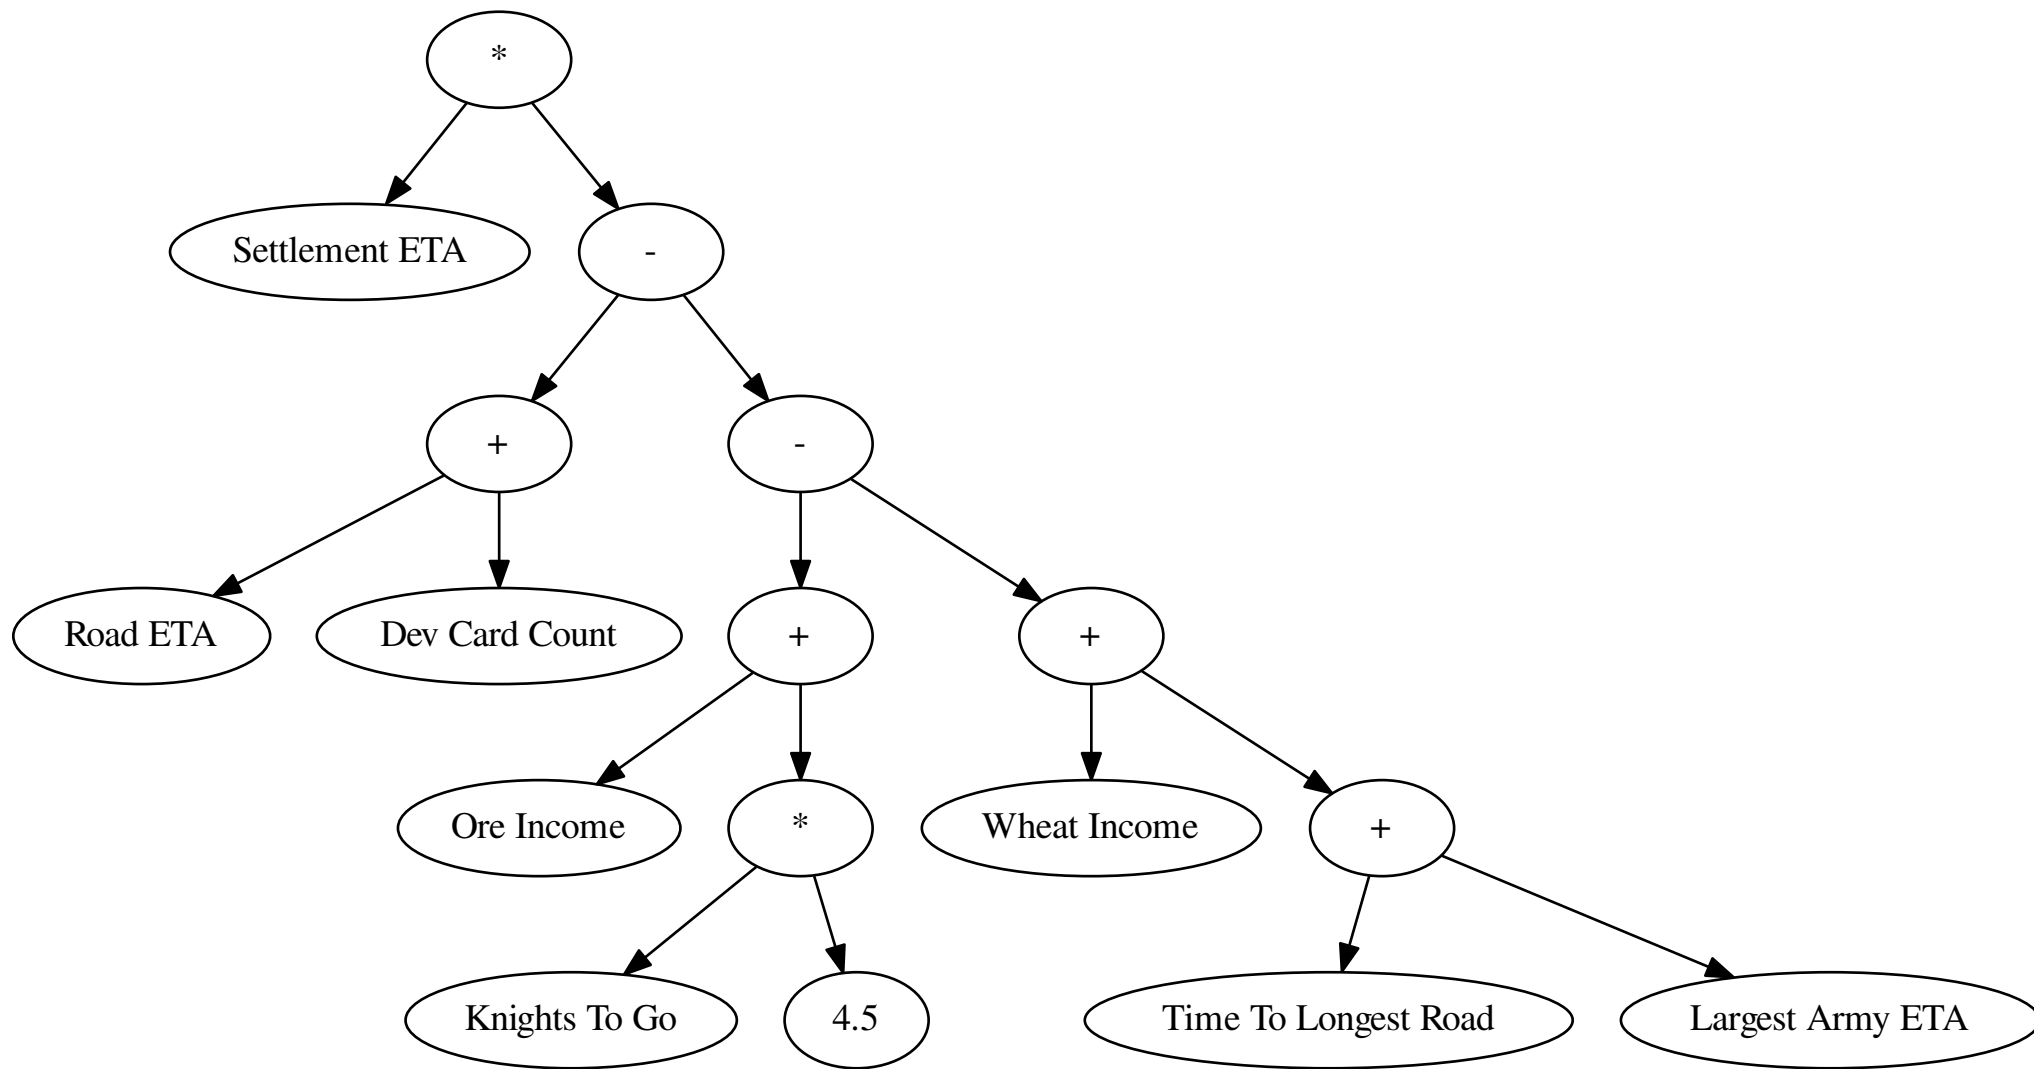 *
Settlement ETA
-
+
-
Road ETA
Dev Card Count
+
+
Ore Income
*
Wheat Income
+
Knights To Go
4.5
Time To Longest Road
Largest Army ETA